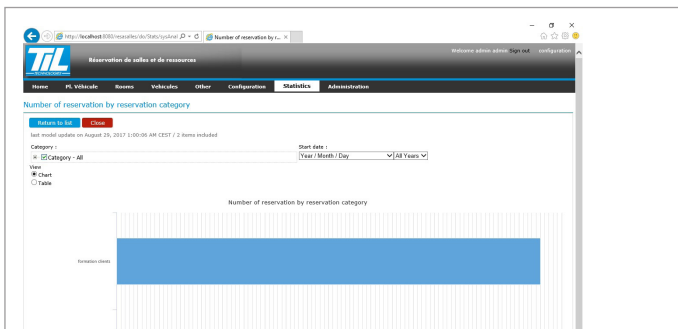 http://localhost:8080/resasalles/do/Stats/sysAnal
Number of reservation by r...
TiL
TECHNOLOGIES
Réservation de salles et de ressources
Welcome admin admin Sign out configuration
Home Pl. Véhicule Rooms Vehicules Other Configuration Statistics Administration
Number of reservation by reservation category
Return to list Close
last model update on August 29, 2017 1:00:06 AM CEST / 2 items included
Category : Start date :
Category - All Year / Month / Day All Years
View
Chart
Table
Number of reservation by reservation category
Formation clients